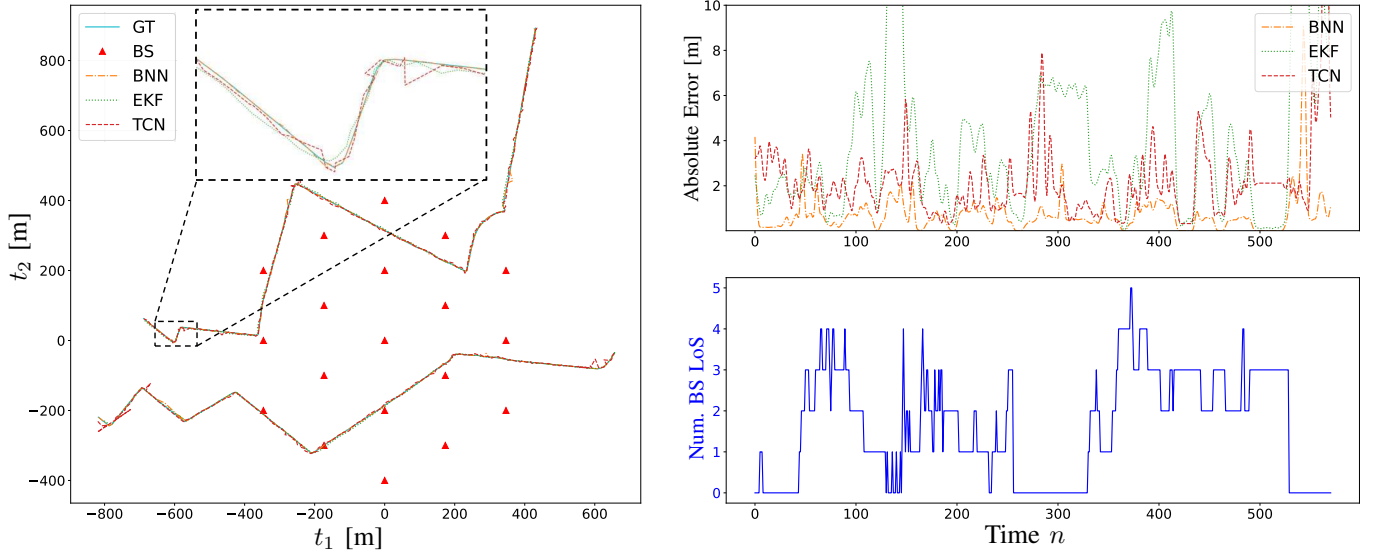 GT
BS
BNN
EKF
TCN
800
600
400
200
0
−200
−400
t₂ [m]
−800 −600 −400 −200 0 200 400 600
t₁ [m]
BNN
EKF
TCN
10
8
6
4
2
Absolute Error [m]
0 100 200 300 400 500
5
4
3
2
1
0
Num. BS LoS
0 100 200 300 400 500
Time n